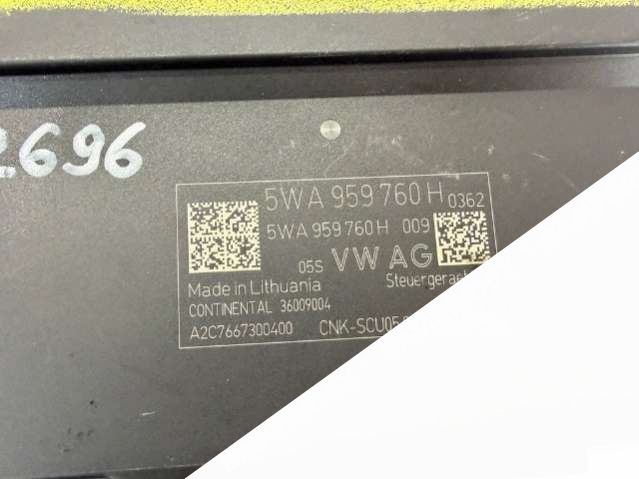 2696
5WA 959 760 H 0362
5WA 959 760 H 009
05S VW AG
Made in Lithuania
CONTINENTAL 36009004
A2C7667300400